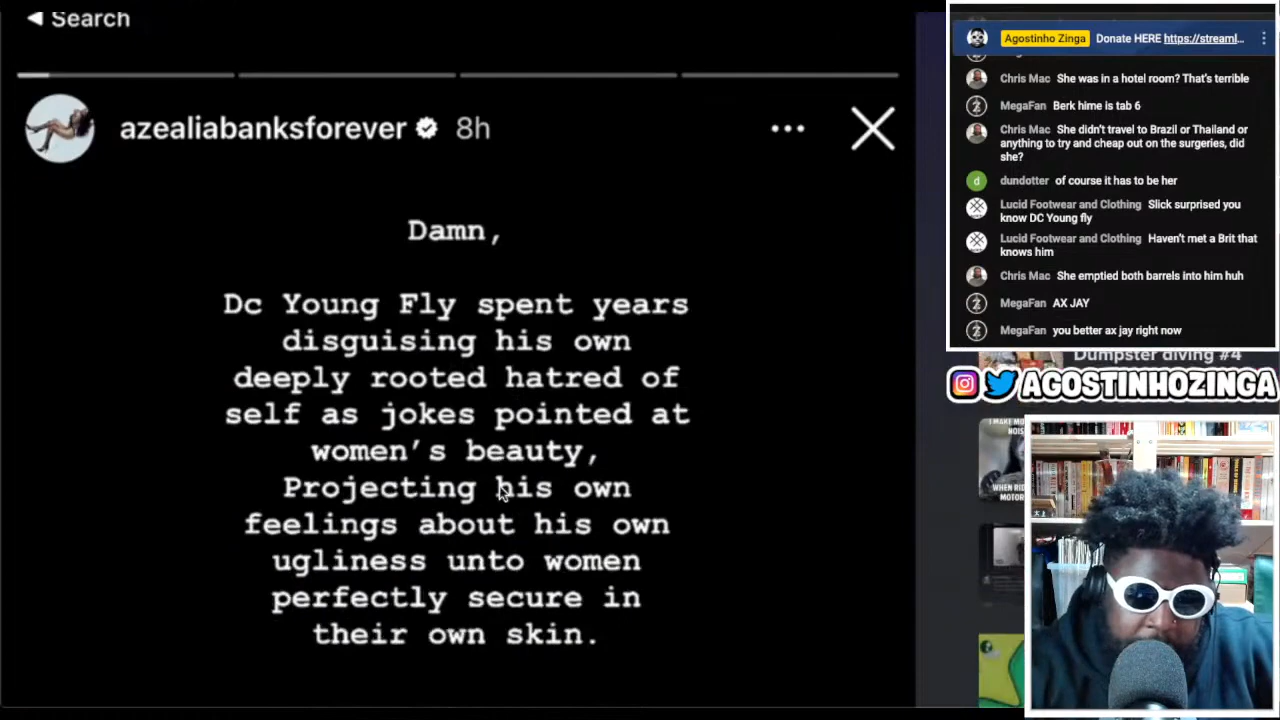 Search
azealiabanksforever 8h
Damn,
Dc Young Fly spent years
disguising his own
deeply rooted hatred of
self as jokes pointed at
women’s beauty,
Projecting his own
feelings about his own
ugliness unto women
perfectly secure in
their own skin.
Agostinho Zinga Donate HERE https://streaml...
Chris Mac She was in a hotel room? That's terrible
MegaFan Berk hime is tab 6
Chris Mac She didn't travel to Brazil or Thailand or
anything to try and cheap out on the surgeries, did
she?
d dundotter of course it has to be her
Lucid Footwear and Clothing Slick surprised you
know DC Young fly
Lucid Footwear and Clothing Haven't met a Brit that
knows him
Chris Mac She emptied both barrels into him huh
MegaFan AX JAY
MegaFan you better ax jay right now
Dumpster diving #4
AGOSTINHOZINGA
WHEN RID
MOTOR